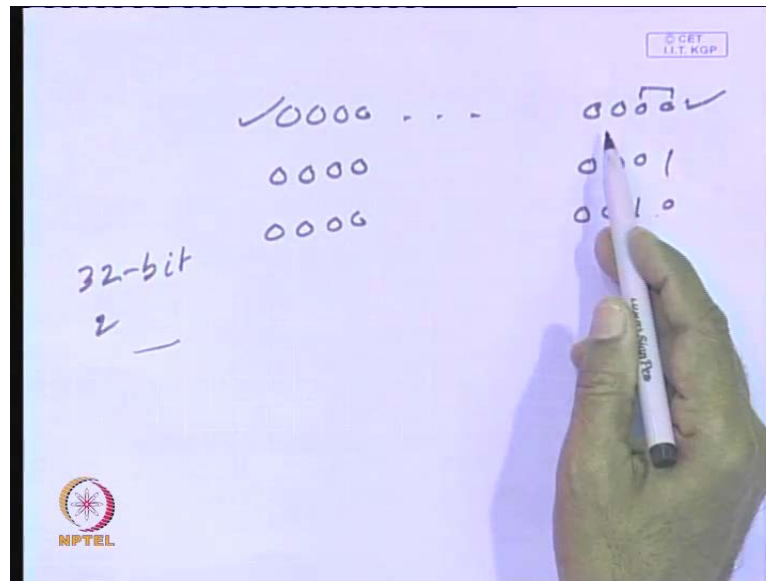 © CET
I.I.T. KGP
✓0000 . . . 0000✓
0000 0001
0000 0010
32-bit
2 _
NPTEL